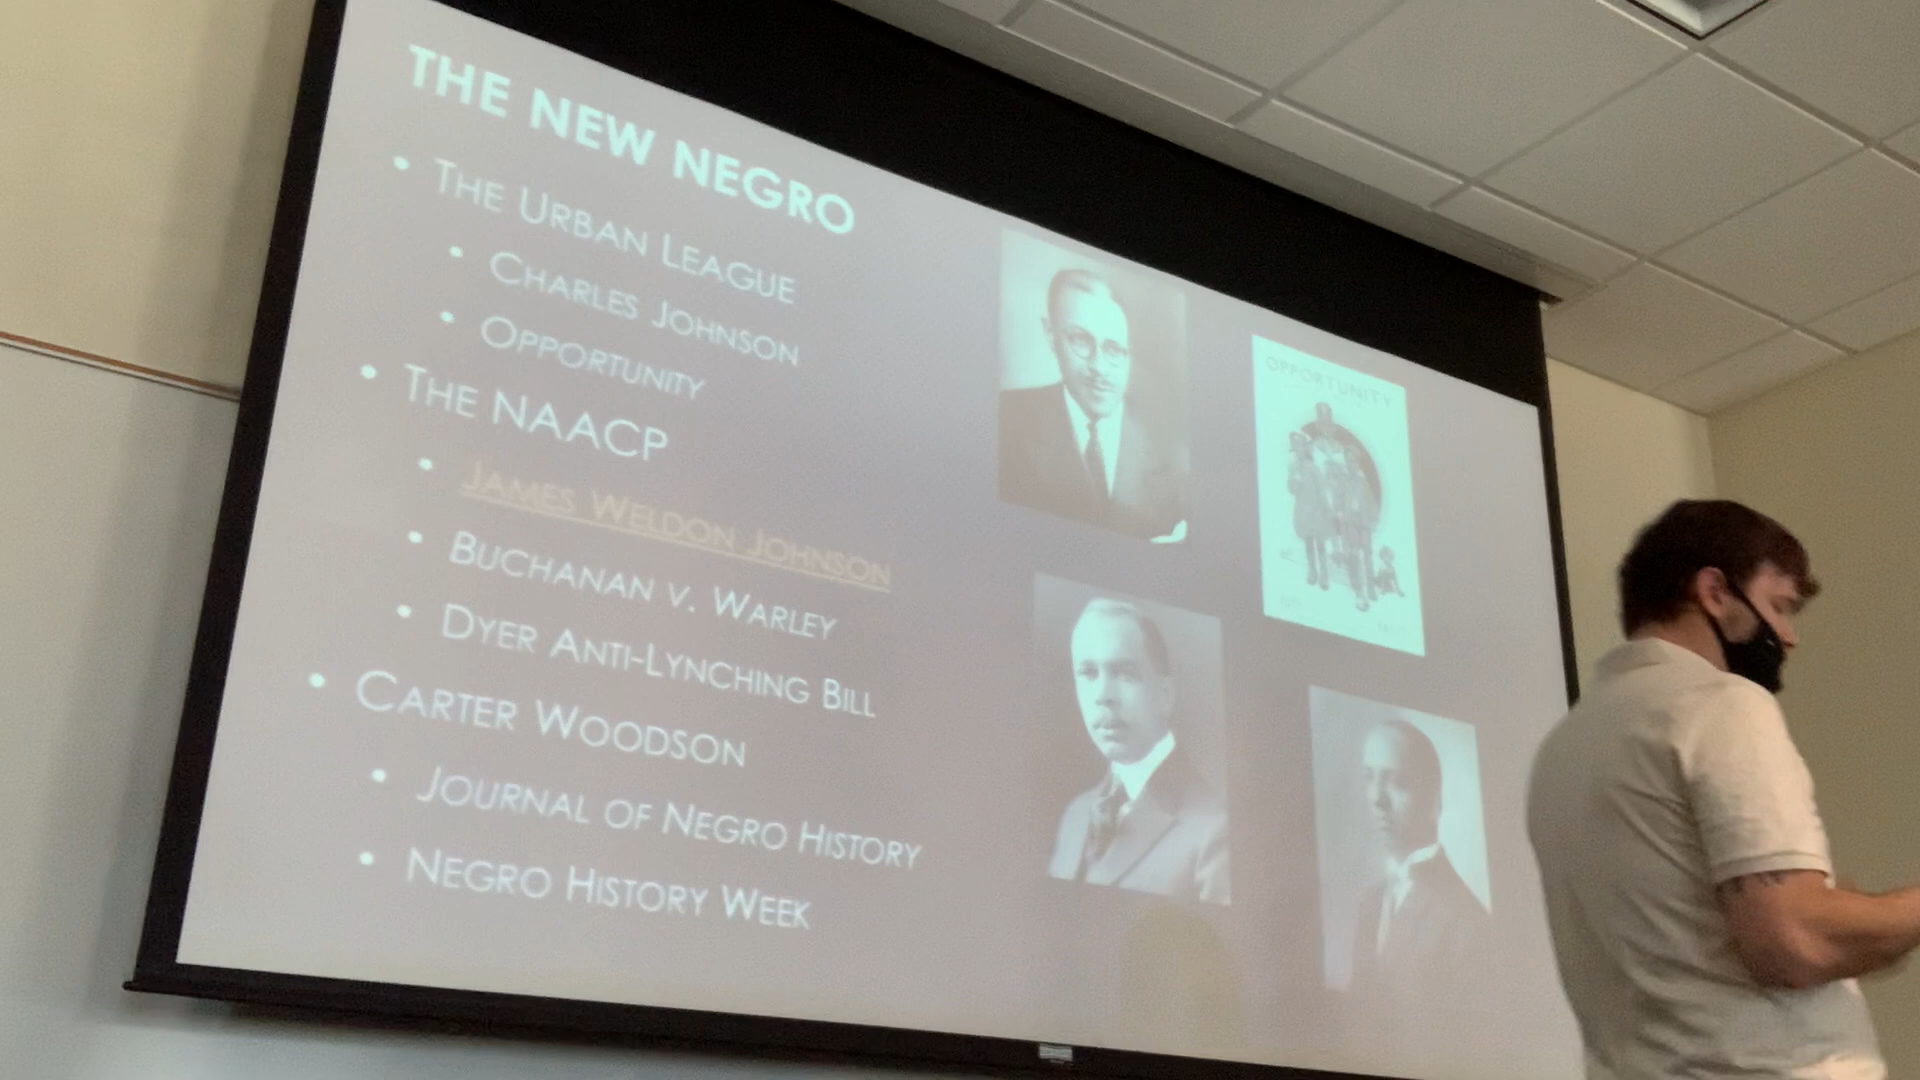 THE NEW NEGRO
• THE URBAN LEAGUE
• CHARLES JOHNSON
• OPPORTUNITY
• THE NAACP
• JAMES WELDON JOHNSON
• BUCHANAN V. WARLEY
• DYER ANTI-LYNCHING BILL
• CARTER WOODSON
• JOURNAL OF NEGRO HISTORY
• NEGRO HISTORY WEEK
OPPORTUNITY